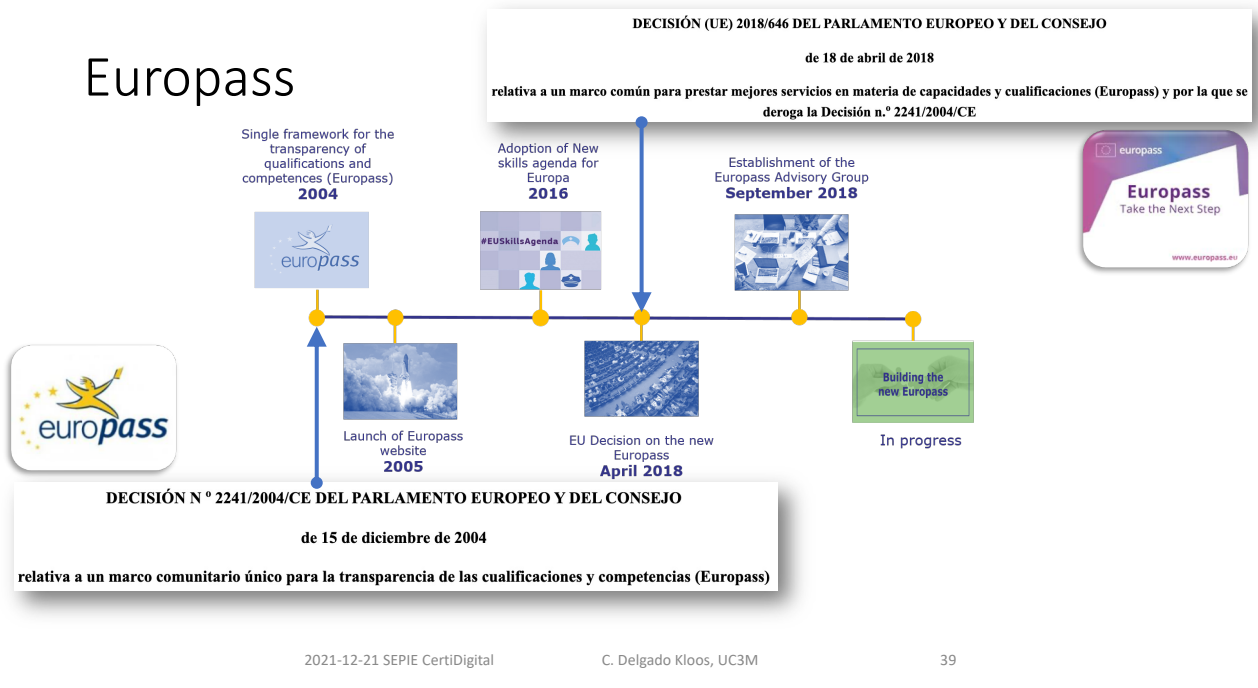 Europass
DECISIÓN (UE) 2018/646 DEL PARLAMENTO EUROPEO Y DEL CONSEJO
de 18 de abril de 2018
relativa a un marco común para prestar mejores servicios en materia de capacidades y cualificaciones (Europass) y por la que se
deroga la Decisión n.º 2241/2004/CE
Single framework for the
transparency of
qualifications and
competences (Europass)
2004
europass
Adoption of New
skills agenda for
Europa
2016
#EUSkillsAgenda
Establishment of the
Europass Advisory Group
September 2018
europass
Europass
Take the Next Step
www.europass.eu
europass
Launch of Europass
website
2005
EU Decision on the new
Europass
April 2018
Building the
new Europass
In progress
DECISIÓN N º 2241/2004/CE DEL PARLAMENTO EUROPEO Y DEL CONSEJO
de 15 de diciembre de 2004
relativa a un marco comunitario único para la transparencia de las cualificaciones y competencias (Europass)
2021-12-21 SEPIE CertiDigital
C. Delgado Kloos, UC3M
39